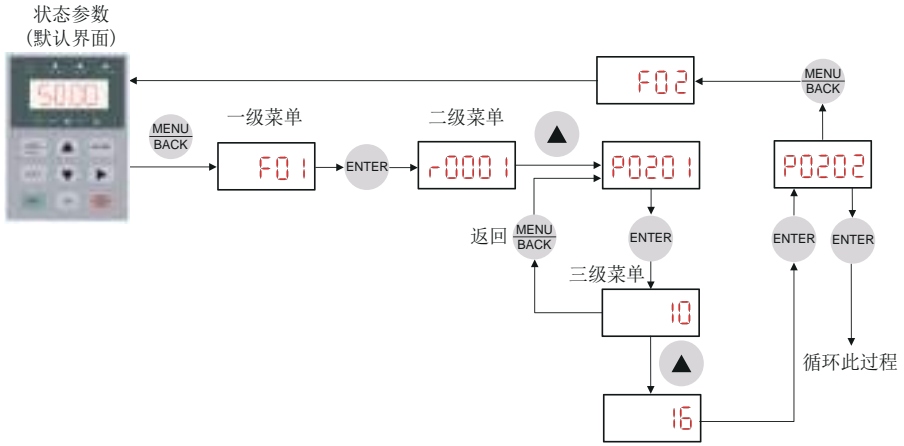 状态参数
(默认界面)
50.00
MENU
BACK
一级菜单
F01
ENTER
二级菜单
r0001
▲
P0201
返回
MENU
BACK
ENTER
三级菜单
10
▲
16
ENTER
P0202
ENTER
循环此过程
MENU
BACK
F02